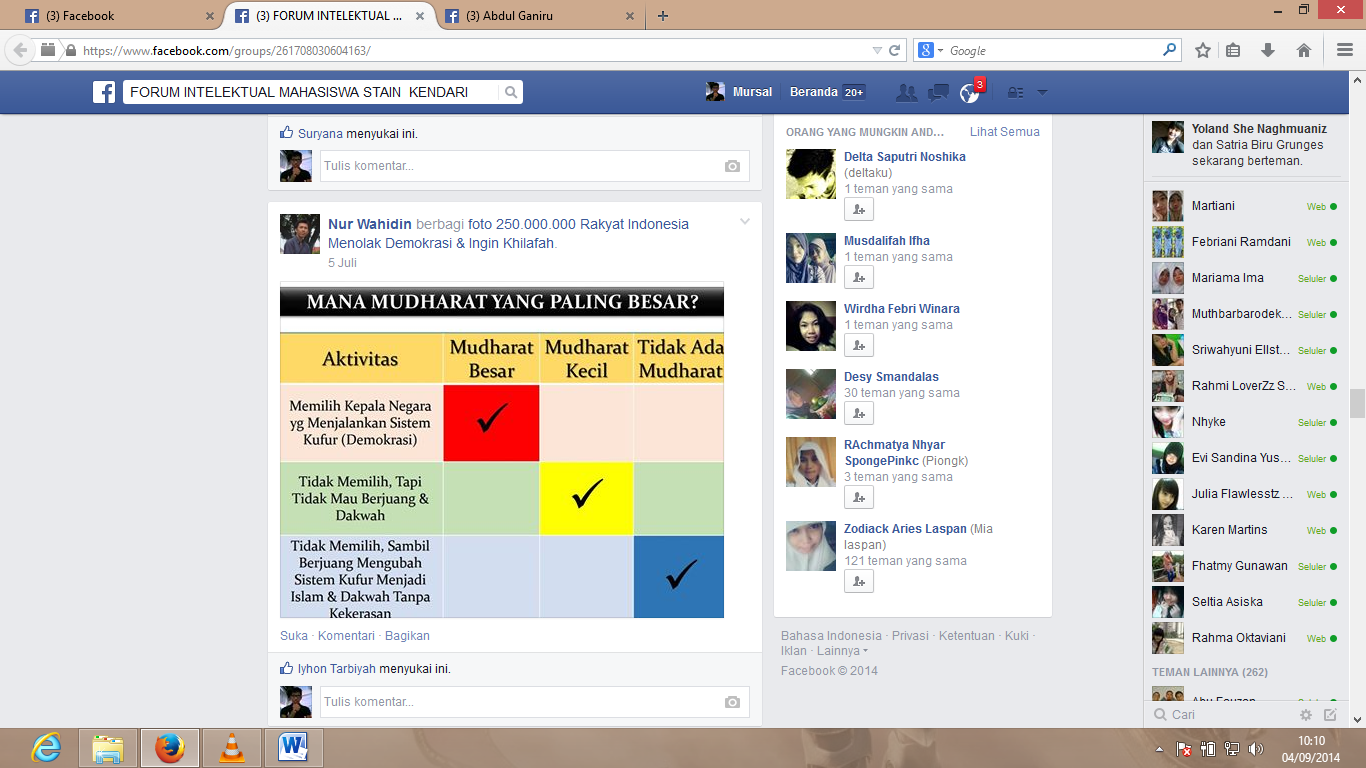 (3) Facebook
(3) FORUM INTELEKTUAL ...
(3) Abdul Ganiru
https://www.facebook.com/groups/261708030604163/
Google
FORUM INTELEKTUAL MAHASISWA STAIN KENDARI
Mursal
Beranda 20+
3
Suryana menyukai ini.
Tulis komentar...
Nur Wahidin berbagi foto 250.000.000 Rakyat Indonesia
Menolak Demokrasi & Ingin Khilafah.
5 Juli
MANA MUDHARAT YANG PALING BESAR?
Aktivitas
Mudharat
Besar
Mudharat
Kecil
Tidak Ada
Mudharat
Memilih Kepala Negara
yg Menjalankan Sistem
Kufur (Demokrasi)
Tidak Memilih, Tapi
Tidak Mau Berjuang &
Dakwah
Tidak Memilih, Sambil
Berjuang Mengubah
Sistem Kufur Menjadi
Islam & Dakwah Tanpa
Kekerasan
Suka · Komentari · Bagikan
Iyhon Tarbiyah menyukai ini.
Tulis komentar...
ORANG YANG MUNGKIN AND...
Lihat Semua
Delta Saputri Noshika
(deltaku)
1 teman yang sama
Musdalifah Ifha
1 teman yang sama
Wirdha Febri Winara
1 teman yang sama
Desy Smandalas
30 teman yang sama
RAchmatya Nhyar
SpongePinkc (Piongk)
3 teman yang sama
Zodiack Aries Laspan (Mia
laspan)
121 teman yang sama
Bahasa Indonesia · Privasi · Ketentuan · Kuki ·
Iklan · Lainnya
Facebook © 2014
Yoland She Naghmuaniz
dan Satria Biru Grunges
sekarang berteman.
Martiani Web
Febriani Ramdani Web
Mariama Ima Seluler
Muthbarbarodek... Seluler
Sriwahyuni Ellst... Seluler
Rahmi LoverZz S... Web
Nhyke Seluler
Evi Sandina Yus... Seluler
Julia Flawlesstz ... Web
Karen Martins Web
Fhatmy Gunawan Seluler
Seltia Asiska Seluler
Rahma Oktaviani Web
TEMAN LAINNYA (262)
Abu Fauzan Seluler
Cari
10:10
04/09/2014